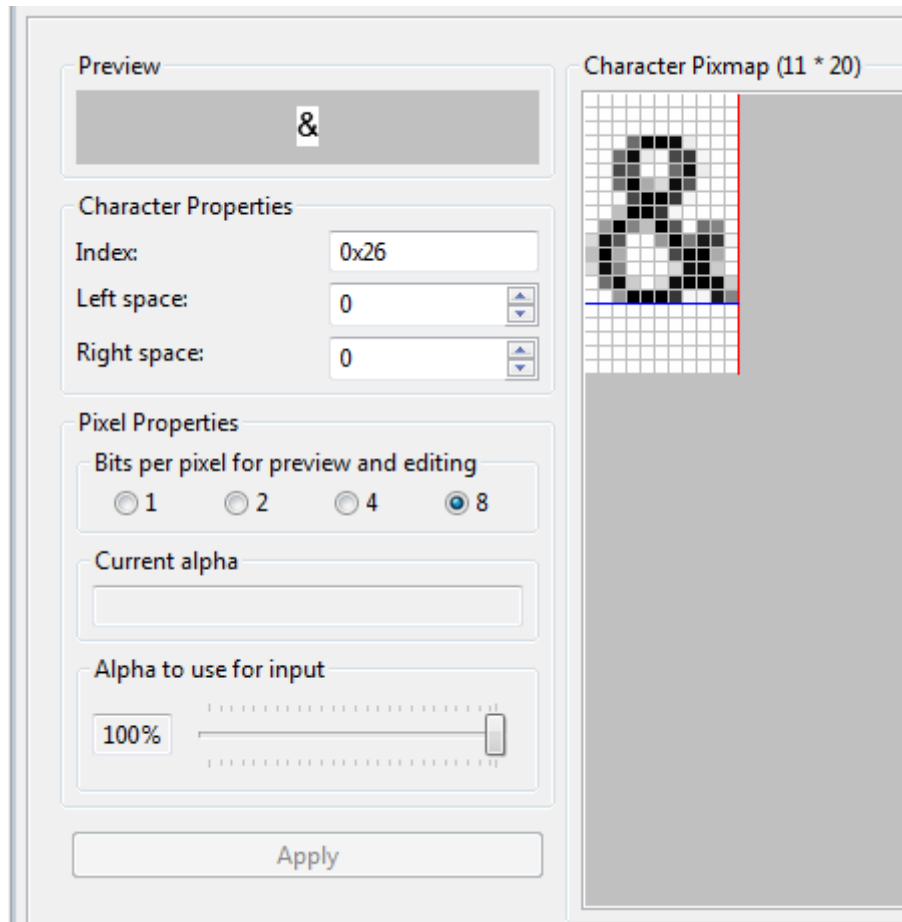 Preview
&
Character Properties
Index: 0x26
Left space: 0
Right space: 0
Pixel Properties
Bits per pixel for preview and editing
1 2 4 8
Current alpha
Alpha to use for input
100%
Apply
Character Pixmap (11 * 20)
&